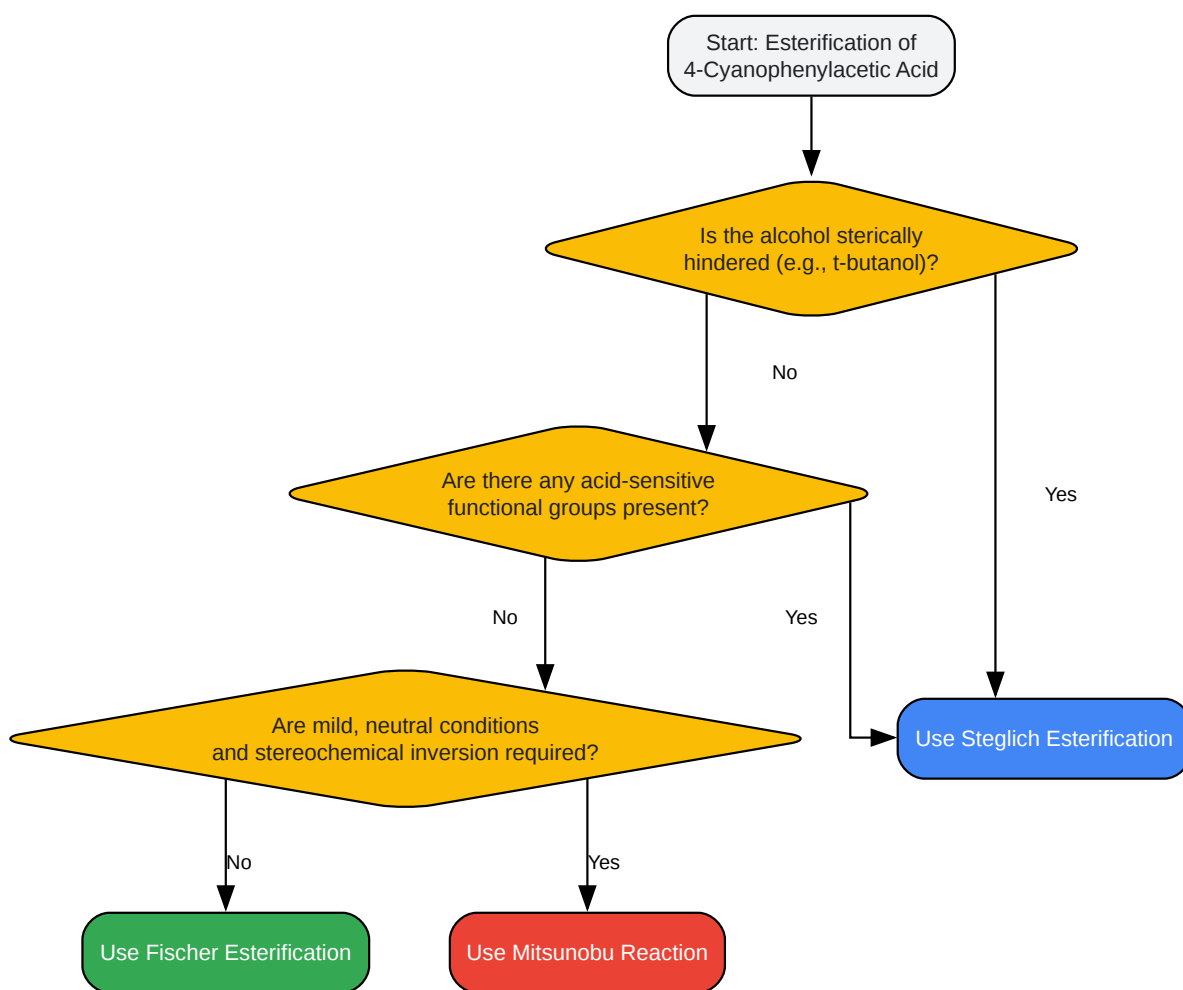 Start: Esterification of
4-Cyanophenylacetic Acid
Is the alcohol sterically
hindered (e.g., t-butanol)?
No
Yes
Are there any acid-sensitive
functional groups present?
No
Yes
Are mild, neutral conditions
and stereochemical inversion required?
Use Steglich Esterification
No
Yes
Use Fischer Esterification
Use Mitsunobu Reaction